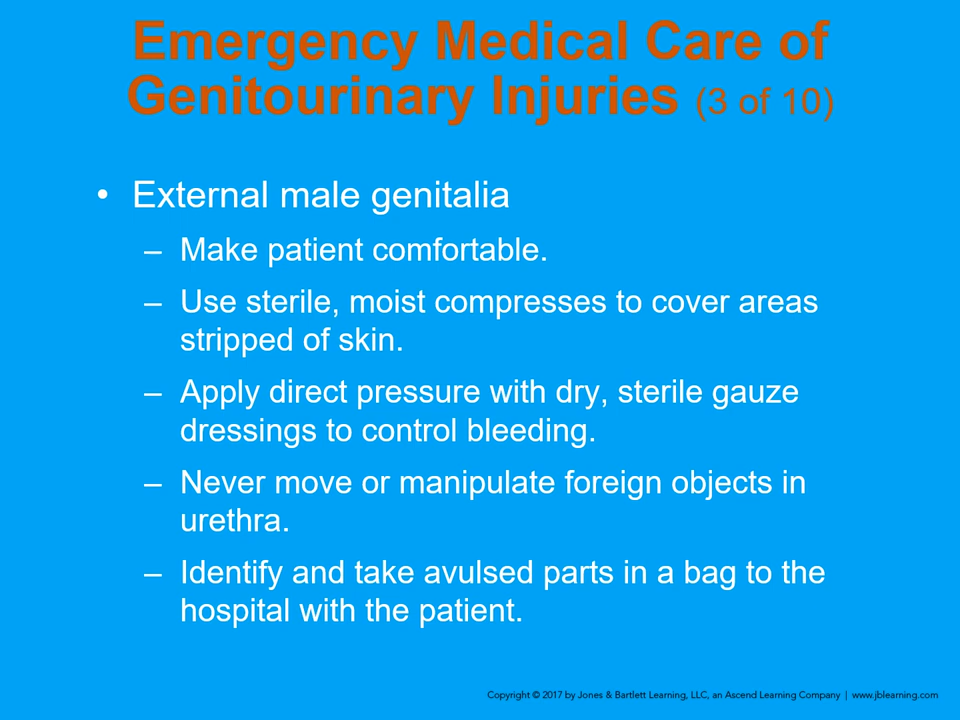 Emergency Medical Care of
Genitourinary Injuries (3 of 10)
• External male genitalia
– Make patient comfortable.
– Use sterile, moist compresses to cover areas
stripped of skin.
– Apply direct pressure with dry, sterile gauze
dressings to control bleeding.
– Never move or manipulate foreign objects in
urethra.
– Identify and take avulsed parts in a bag to the
hospital with the patient.
Copyright © 2017 by Jones & Bartlett Learning, LLC, an Ascend Learning Company | www.jblearning.com